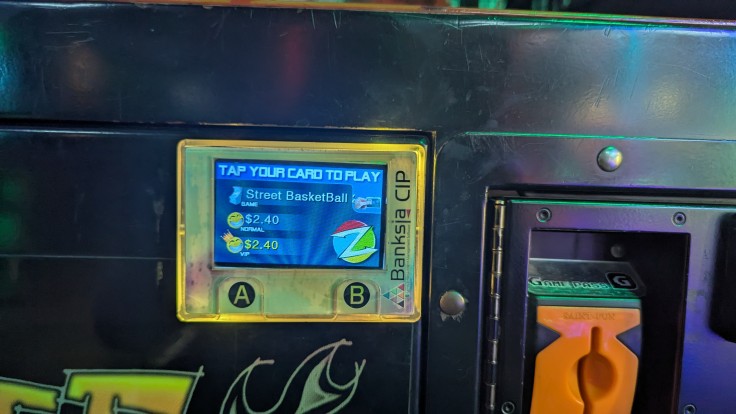 TAP YOUR CARD TO PLAY
Street BasketBall
GAME
$2.40
NORMAL
$2.40
VIP
Z
Banksia CIP
A
B
GAME PASS G